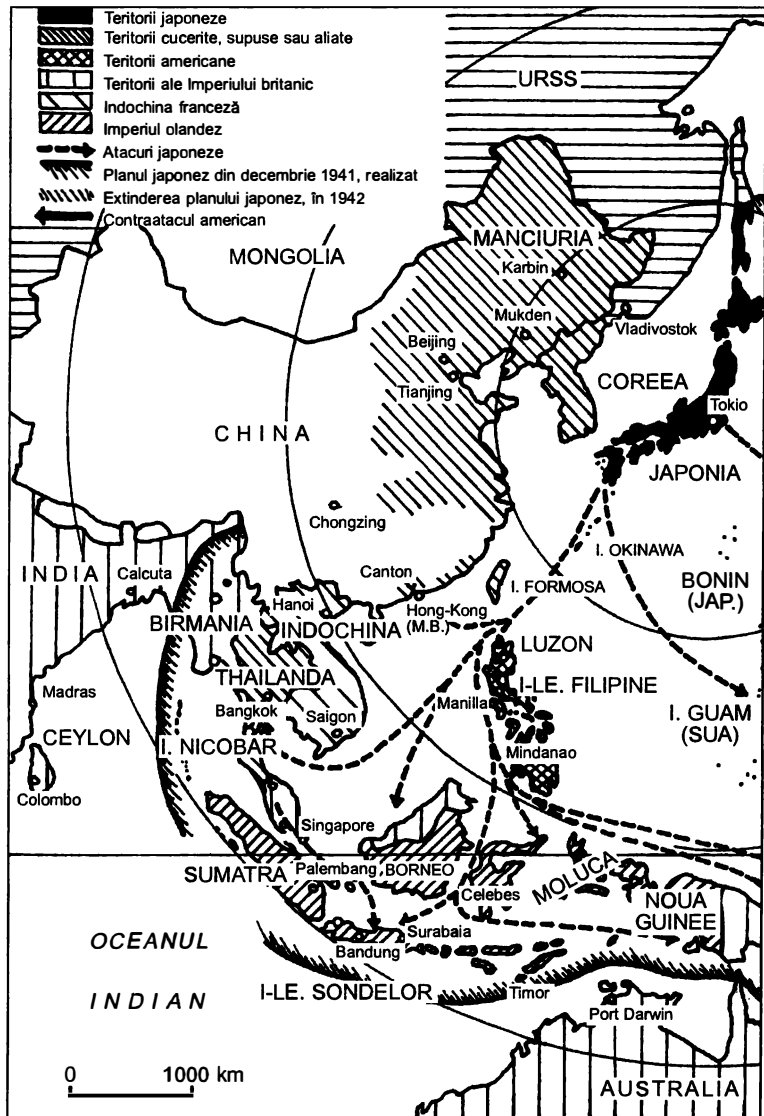 Teritorii japoneze
Teritorii cucerite, supuse sau aliate
Teritorii americane
Teritorii ale Imperiului britanic
Indochina franceză
Imperiul olandez
Atacuri japoneze
Planul japonez din decembrie 1941, realizat
Extinderea planului japonez, în 1942
Contraatacul american
URSS
MONGOLIA
MANCIURIA
Karbin
Mukden
Vladivostok
Beijing
Tianjing
COREEA
Tokio
CHINA
JAPONIA
Chongzing
I. OKINAWA
INDIA
Calcuta
Canton
I. FORMOSA
BONIN
(JAP.)
Hanoi
Hong-Kong
(M.B.)
BIRMANIA
INDOCHINA
LUZON
THAILANDA
I-LE. FILIPINE
Madras
Bangkok
Saigon
Manilla
I. GUAM
(SUA)
CEYLON
I. NICOBAR
Mindanao
Colombo
Singapore
SUMATRA
Palembang
BORNEO
MOLUCA
Celebes
NOUA
GUINEE
OCEANUL
INDIAN
Surabaia
Bandung
I-LE. SONDELOR
Timor
Port Darwin
0 1000 km
AUSTRALIA